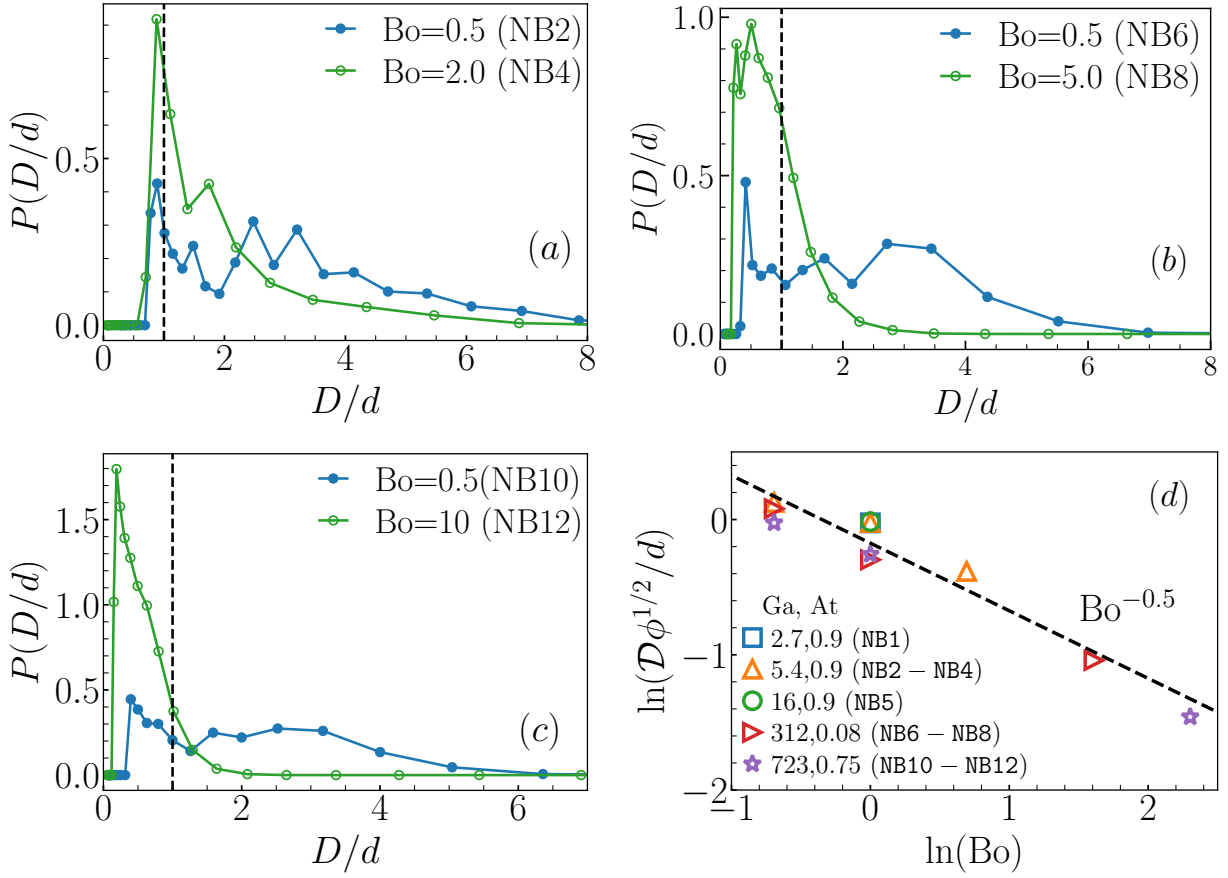 Bo=0.5 (NB2)
Bo=2.0 (NB4)
P(D/d)
0.5
0.0
(a)
0 2 4 6 8
D/d
Bo=0.5 (NB6)
Bo=5.0 (NB8)
P(D/d)
1.0
0.5
0.0
(b)
0 2 4 6 8
D/d
Bo=0.5(NB10)
Bo=10 (NB12)
P(D/d)
1.5
1.0
0.5
0.0
(c)
0 2 4 6
D/d
(d)
ln(𝒟ϕ^{1/2}/d)
0
−1
−2
Bo^{−0.5}
Ga, At
2.7,0.9 (NB1)
5.4,0.9 (NB2 − NB4)
16,0.9 (NB5)
312,0.08 (NB6 − NB8)
723,0.75 (NB10 − NB12)
−1 0 1 2
ln(Bo)